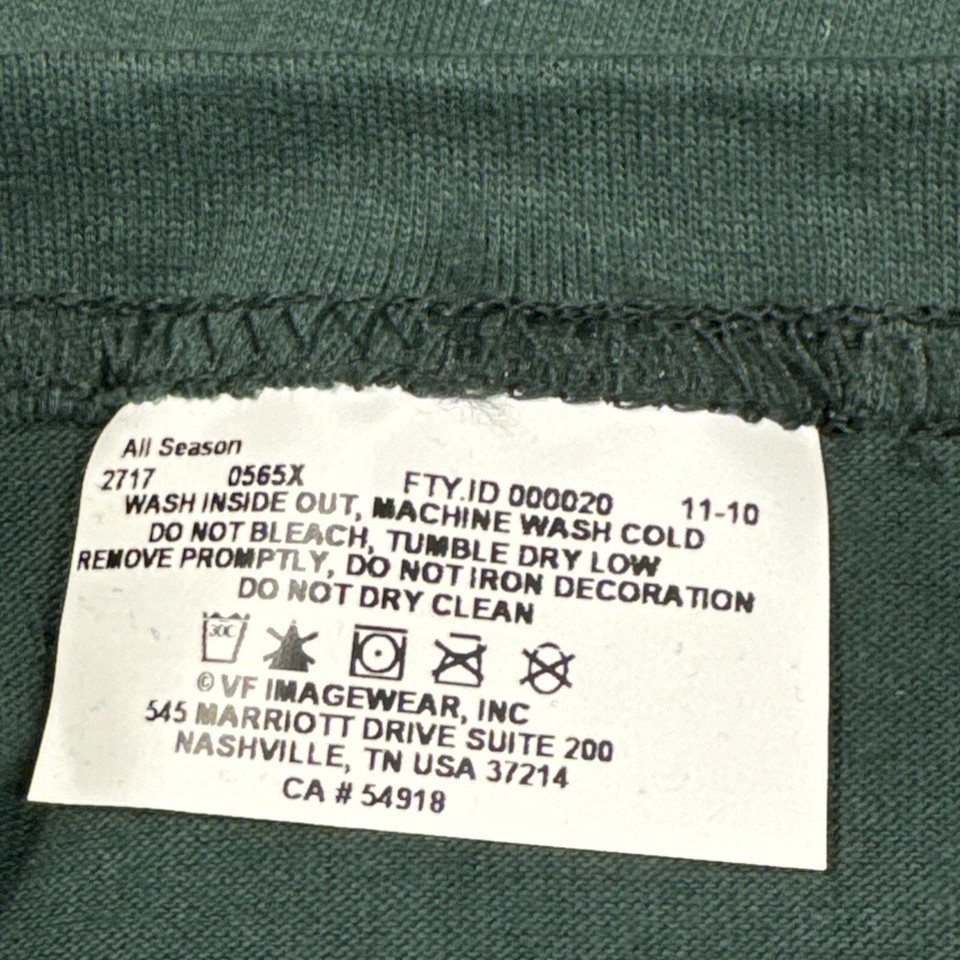 All Season
2717 0565X FTY.ID 000020 11-10
WASH INSIDE OUT, MACHINE WASH COLD
DO NOT BLEACH, TUMBLE DRY LOW
REMOVE PROMPTLY, DO NOT IRON DECORATION
DO NOT DRY CLEAN
30C
© VF IMAGEWEAR, INC
545 MARRIOTT DRIVE SUITE 200
NASHVILLE, TN USA 37214
CA # 54918